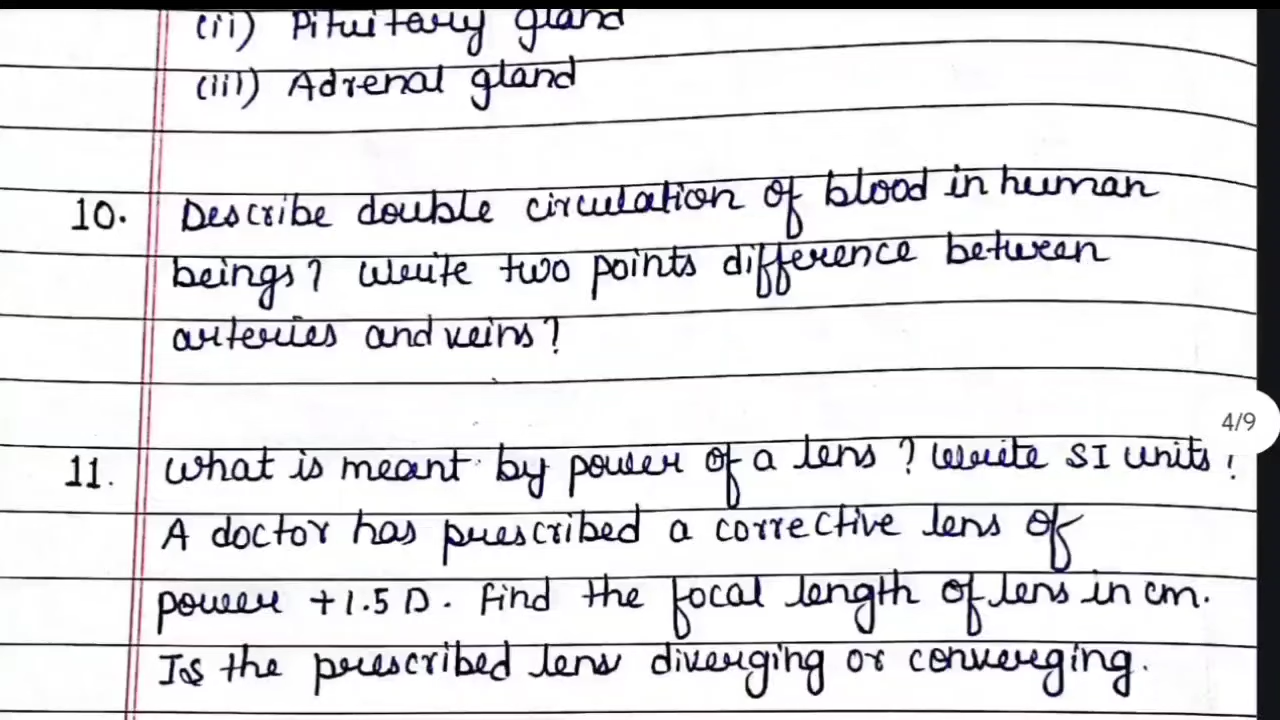 (ii) Pituitary gland
(iii) Adrenal gland
10. Describe double circulation of blood in human
beings? Write two points difference between
arteries and veins?
4/9
11. What is meant by power of a lens? Write SI units!
A doctor has prescribed a corrective lens of
power +1.5 D. Find the focal length of lens in cm.
Is the prescribed lens diverging or converging.